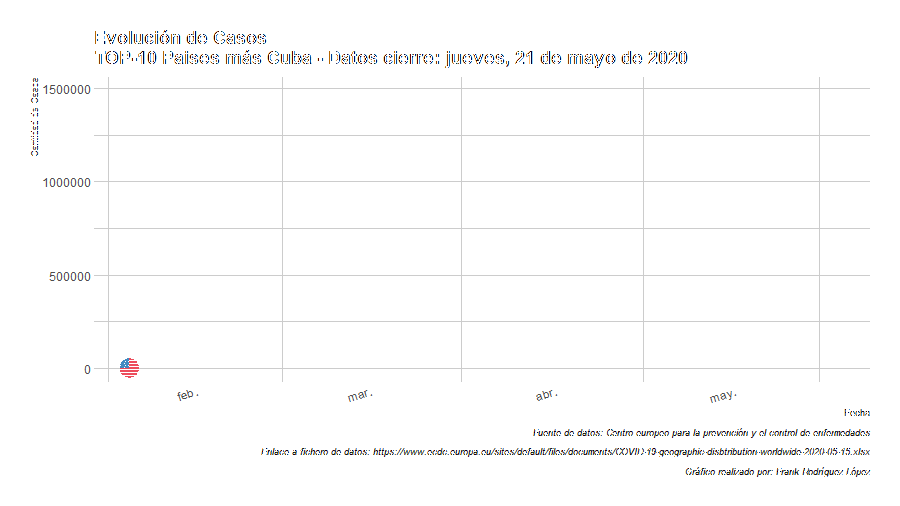 Evolución de Casos
TOP-10 Paises más Cuba - Datos cierre: jueves, 21 de mayo de 2020
Cantidad de Casos
1500000
1000000
500000
0
feb.
mar.
abr.
may.
Fecha
Fuente de datos: Centro europeo para la prevención y el control de enfermedades
Enlace a fichero de datos: https://www.ecdc.europa.eu/sites/default/files/documents/COVID-19-geographic-disbtribution-worldwide-2020-05-15.xlsx
Gráfico realizado por: Frank Rodríguez López